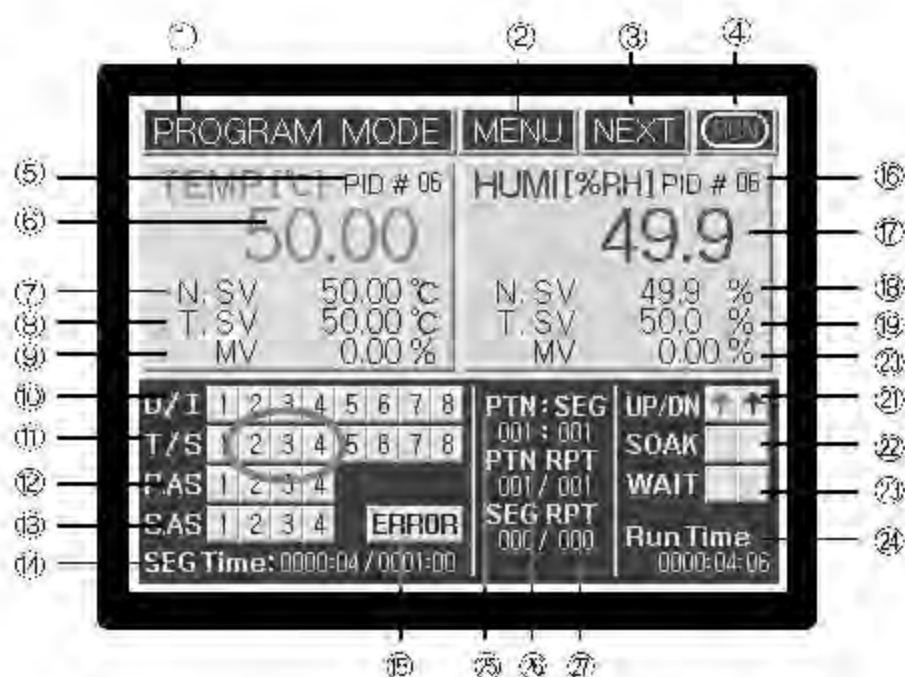 ① ② ③ ④
PROGRAM MODE MENU NEXT RUN
⑤ TEMP[℃] PID # 06 HUMI[%RH] PID # 06 ⑯
⑥ 50.00 49.9 ⑰
⑦ N. SV 50.00 ℃ N. SV 49.9 % ⑱
⑧ T. SV 50.00 ℃ T. SV 50.0 % ⑲
⑨ MV 0.00 % MV 0.00 % ⑳
⑩ D/I 1 2 3 4 5 6 7 8 PTN:SEG UP/DN ↑ ↑ ㉑
001 : 001
⑪ T/S 1 2 3 4 5 6 7 8 PTN RPT SOAK ㉒
⑫ P.AS 1 2 3 4 001 / 001 WAIT ㉓
⑬ S.AS 1 2 3 4 ERROR SEG RPT
000 / 000 Run Time ㉔
⑭ SEG Time: 0000:04 / 0001:00 0000:04:06
⑮ ㉕ ㉖ ㉗